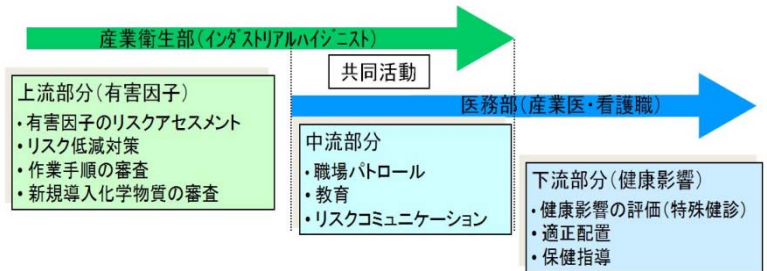 産業衛生部(インダストリアルハイジニスト)
共同活動
医務部(産業医・看護職)
上流部分(有害因子)
・有害因子のリスクアセスメント
・リスク低減対策
・作業手順の審査
・新規導入化学物質の審査
中流部分
・職場パトロール
・教育
・リスクコミュニケーション
下流部分(健康影響)
・健康影響の評価(特殊健診)
・適正配置
・保健指導